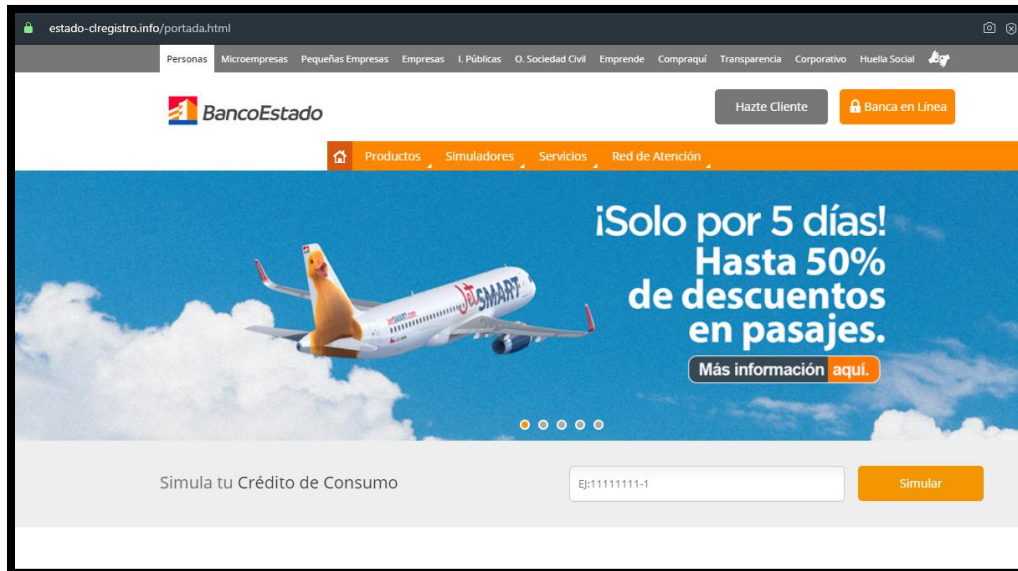 estado-clregistro.info/portada.html
Personas Microempresas Pequeñas Empresas Empresas I. Públicas O. Sociedad Civil Emprende Compraquí Transparencia Corporativo Huella Social
BancoEstado
Hazte Cliente
Banca en Línea
Productos Simuladores Servicios Red de Atención
¡Solo por 5 días!
Hasta 50%
de descuentos
en pasajes.
Más información aquí.
JetSMART
Simula tu Crédito de Consumo
EJ:11111111-1
Simular